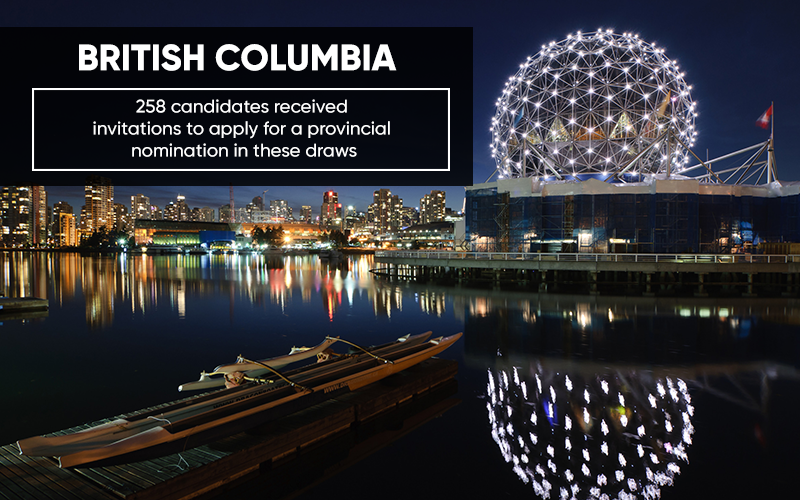 BRITISH COLUMBIA
258 candidates received
invitations to apply for a provincial
nomination in these draws